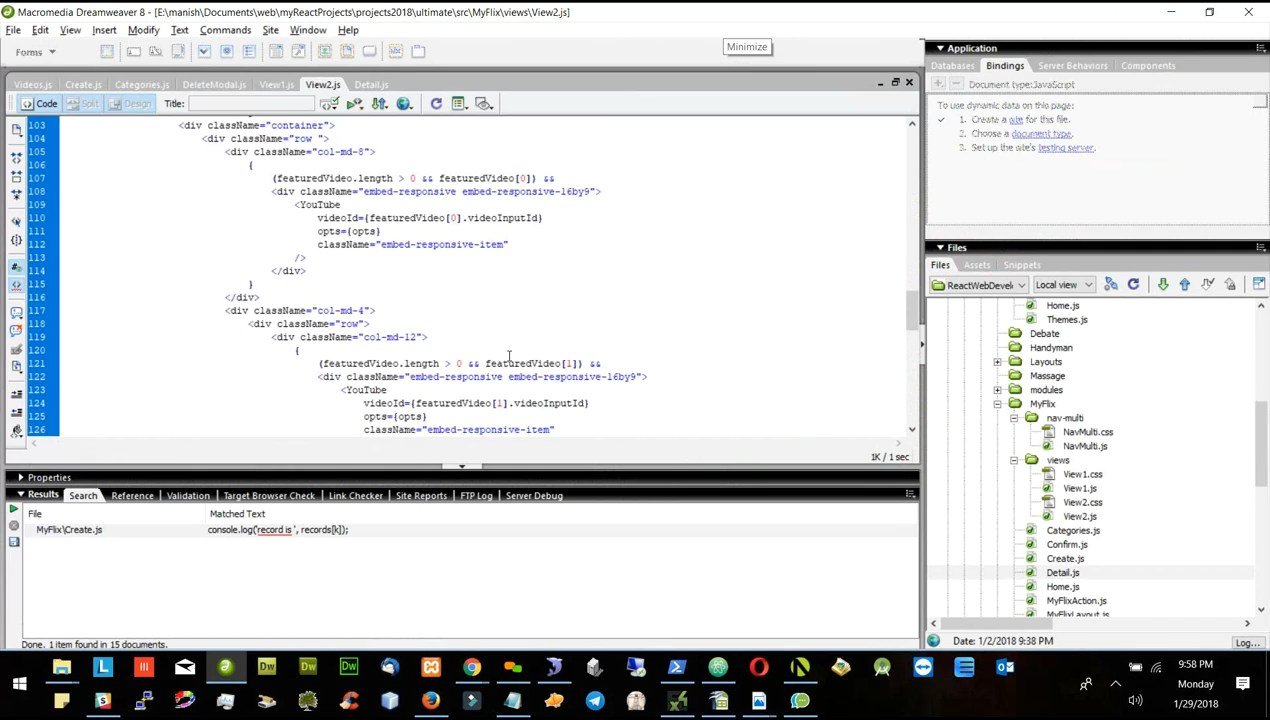 Macromedia Dreamweaver 8 - [E:\manish\Documents\web\myReactProjects\projects2018\ultimate\src\MyFlix\views\View2.js]
File Edit View Insert Modify Text Commands Site Window Help
Forms
Minimize
Videos.js Create.js Categories.js DeleteModal.js View1.js View2.js Detail.js
Code Split Design Title:
103 <div className="container">
104 <div className="row ">
105 <div className="col-md-8">
106 {
107 (featuredVideo.length > 0 && featuredVideo[0]) &&
108 <div className="embed-responsive embed-responsive-16by9">
109 <YouTube
110 videoId={featuredVideo[0].videoInputId}
111 opts={opts}
112 className="embed-responsive-item"
113 />
114 </div>
115 }
116 </div>
117 <div className="col-md-4">
118 <div className="row">
119 <div className="col-md-12">
120 {
121 (featuredVideo.length > 0 && featuredVideo[1]) &&
122 <div className="embed-responsive embed-responsive-16by9">
123 <YouTube
124 videoId={featuredVideo[1].videoInputId}
125 opts={opts}
126 className="embed-responsive-item"
1K / 1 sec
Properties
Results Search Reference Validation Target Browser Check Link Checker Site Reports FTP Log Server Debug
File Matched Text
MyFlix\Create.js console.log('record is ', records[k]);
Done. 1 item found in 15 documents.
Application
Databases Bindings Server Behaviors Components
Document type:JavaScript
To use dynamic data on this page:
1. Create a site for this file.
2. Choose a document type.
3. Set up the site's testing server.
Files
Files Assets Snippets
ReactWebDevel Local view
Home.js
Themes.js
Debate
Handyman
Layouts
Massage
modules
MyFlix
nav-multi
NavMulti.css
NavMulti.js
views
View1.css
View1.js
View2.css
View2.js
Categories.js
Confirm.js
Create.js
Detail.js
Home.js
MyFlixAction.js
MyFlixLayout.js
Date: 1/2/2018 9:38 PM Log...
9:58 PM
Monday
1/29/2018